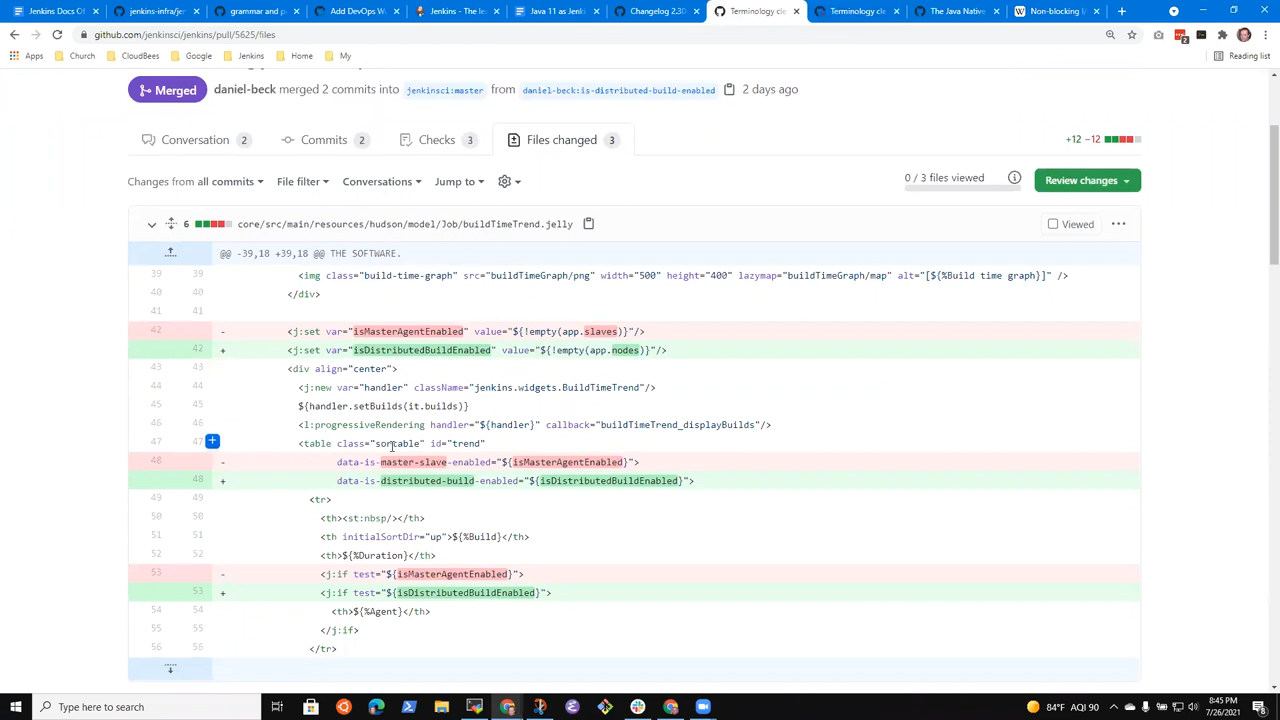 Jenkins Docs Of
jenkins-infra/jen
grammar and p
Add DevOps W
Jenkins - The lea
Java 11 as Jenki
Changelog 2.30
Terminology cle
Terminology cle
The Java Native
Non-blocking I/
github.com/jenkinsci/jenkins/pull/5625/files
Apps
Church
CloudBees
Google
Jenkins
Home
My
Reading list
Merged
daniel-beck merged 2 commits into jenkinsci:master from daniel-beck:is-distributed-build-enabled 2 days ago
Conversation 2
Commits 2
Checks 3
Files changed 3
+12 −12
Changes from all commits
File filter
Conversations
Jump to
0 / 3 files viewed
Review changes
6 core/src/main/resources/hudson/model/Job/buildTimeTrend.jelly
Viewed
@@ -39,18 +39,18 @@ THE SOFTWARE.
39 39 <img class="build-time-graph" src="buildTimeGraph/png" width="500" height="400" lazymap="buildTimeGraph/map" alt="[${%Build time graph}]" />
40 40 </div>
41 41
42 - <j:set var="isMasterAgentEnabled" value="${!empty(app.slaves)}"/>
42 + <j:set var="isDistributedBuildEnabled" value="${!empty(app.nodes)}"/>
43 43 <div align="center">
44 44 <j:new var="handler" className="jenkins.widgets.BuildTimeTrend"/>
45 45 ${handler.setBuilds(it.builds)}
46 46 <l:progressiveRendering handler="${handler}" callback="buildTimeTrend_displayBuilds"/>
47 47 <table class="sortable" id="trend"
48 - data-is-master-slave-enabled="${isMasterAgentEnabled}">
48 + data-is-distributed-build-enabled="${isDistributedBuildEnabled}">
49 49 <tr>
50 50 <th><st:nbsp/></th>
51 51 <th initialSortDir="up">${%Build}</th>
52 52 <th>${%Duration}</th>
53 - <j:if test="${isMasterAgentEnabled}">
53 + <j:if test="${isDistributedBuildEnabled}">
54 54 <th>${%Agent}</th>
55 55 </j:if>
56 56 </tr>
Type here to search
84°F AQI 90
8:45 PM
7/26/2021